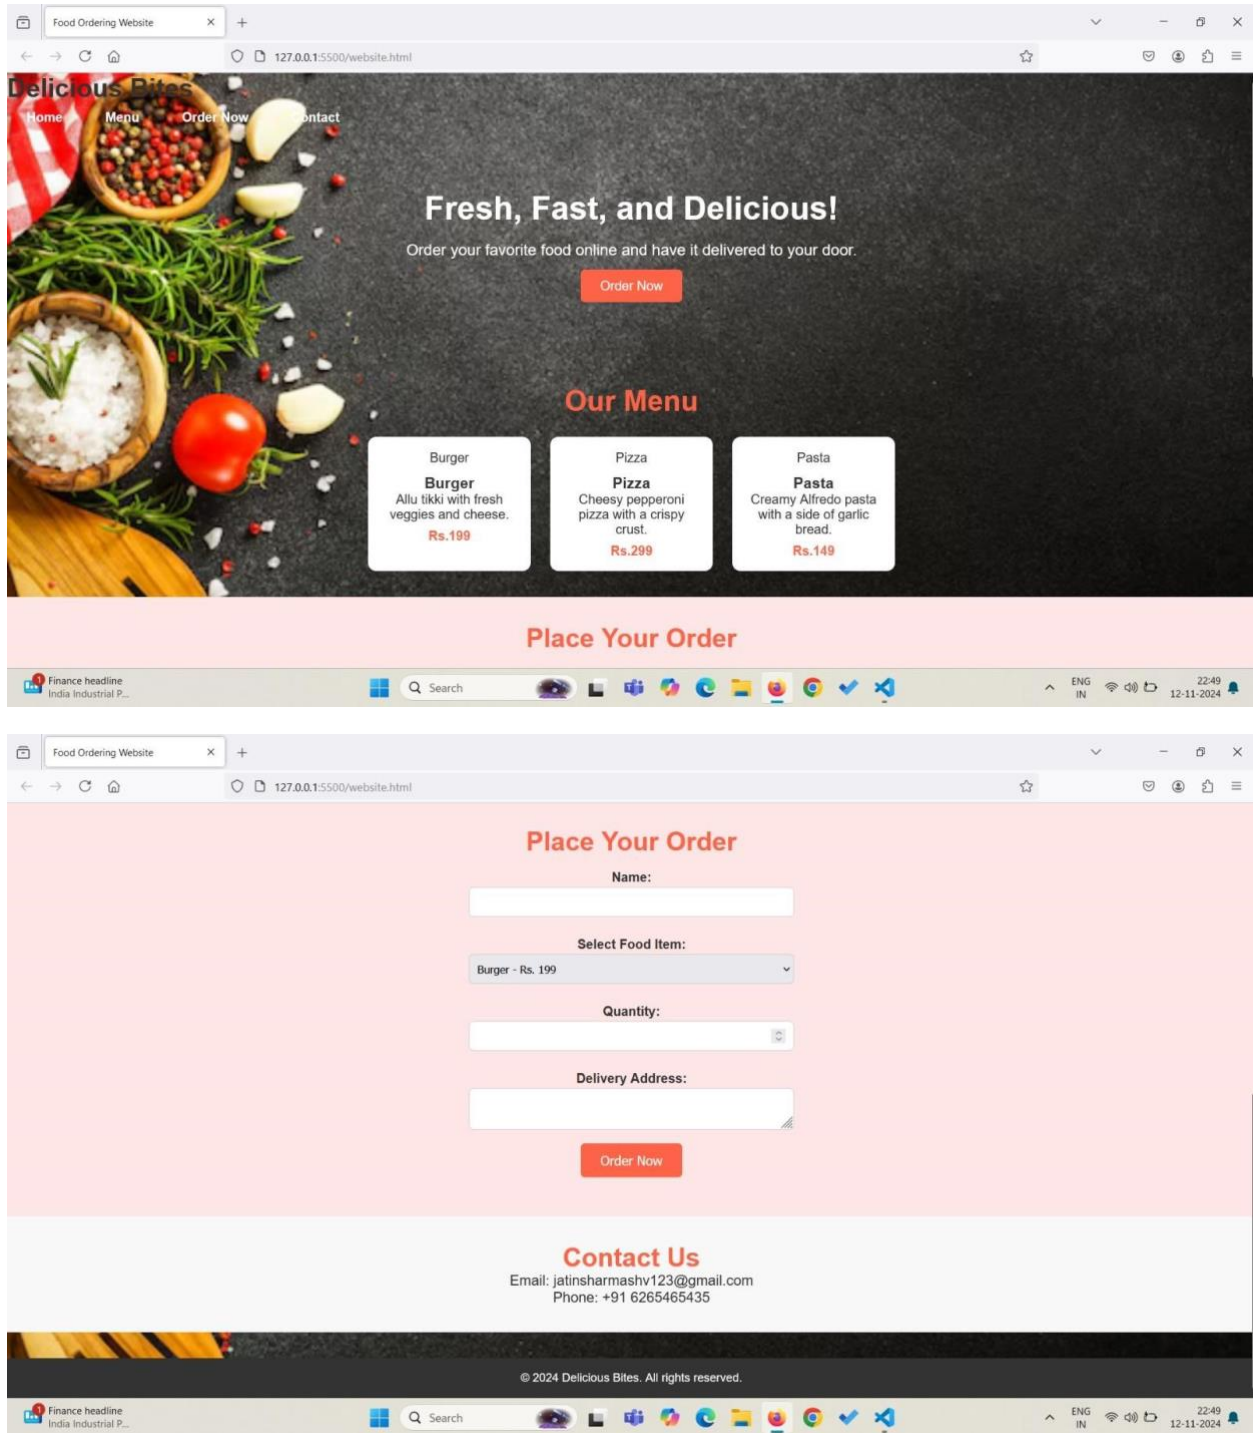 Food Ordering Website
127.0.0.1:5500/website.html
Delicious Bites
Home Menu Order Now Contact
Fresh, Fast, and Delicious!
Order your favorite food online and have it delivered to your door.
Order Now
Our Menu
Burger
Burger
Allu tikki with fresh
veggies and cheese.
Rs.199
Pizza
Pizza
Cheesy pepperoni
pizza with a crispy
crust.
Rs.299
Pasta
Pasta
Creamy Alfredo pasta
with a side of garlic
bread.
Rs.149
Place Your Order
1
Finance headline
India Industrial P...
Search
ENG
IN
22:49
12-11-2024
Food Ordering Website
127.0.0.1:5500/website.html
Place Your Order
Name:
Select Food Item:
Burger - Rs. 199
Quantity:
Delivery Address:
Order Now
Contact Us
Email: jatinsharmashv123@gmail.com
Phone: +91 6265465435
© 2024 Delicious Bites. All rights reserved.
1
Finance headline
India Industrial P...
Search
ENG
IN
22:49
12-11-2024